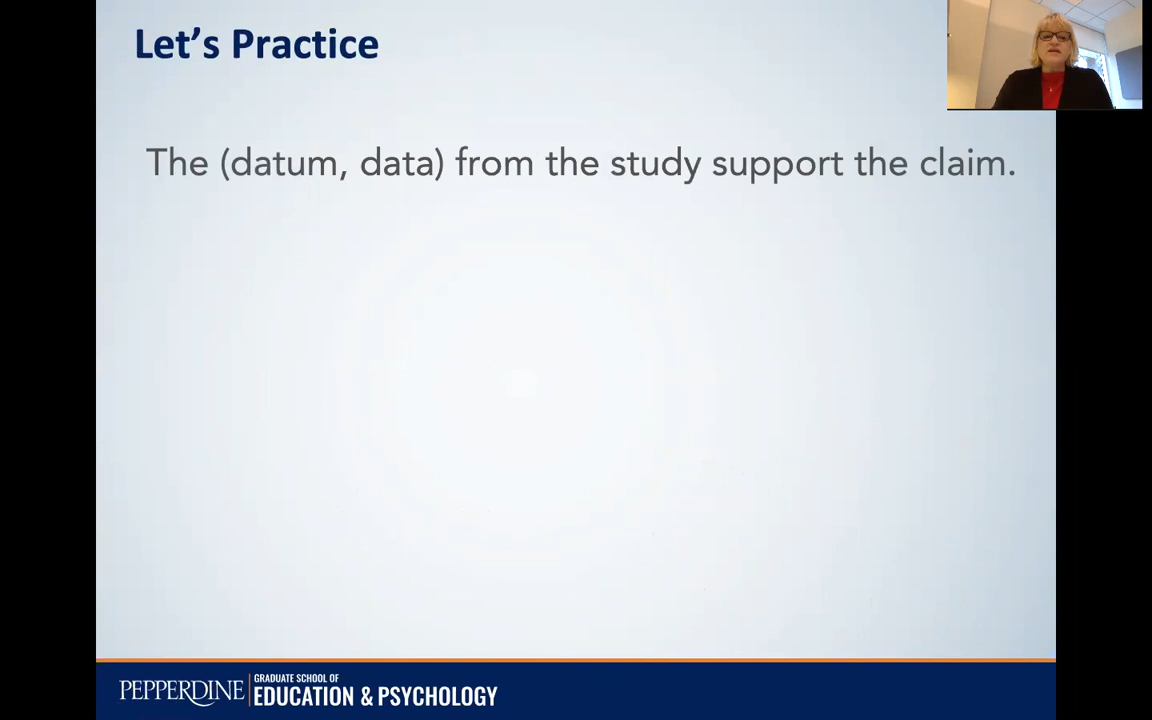 Let's Practice
The (datum, data) from the study support the claim.
PEPPERDINE
GRADUATE SCHOOL OF
EDUCATION & PSYCHOLOGY